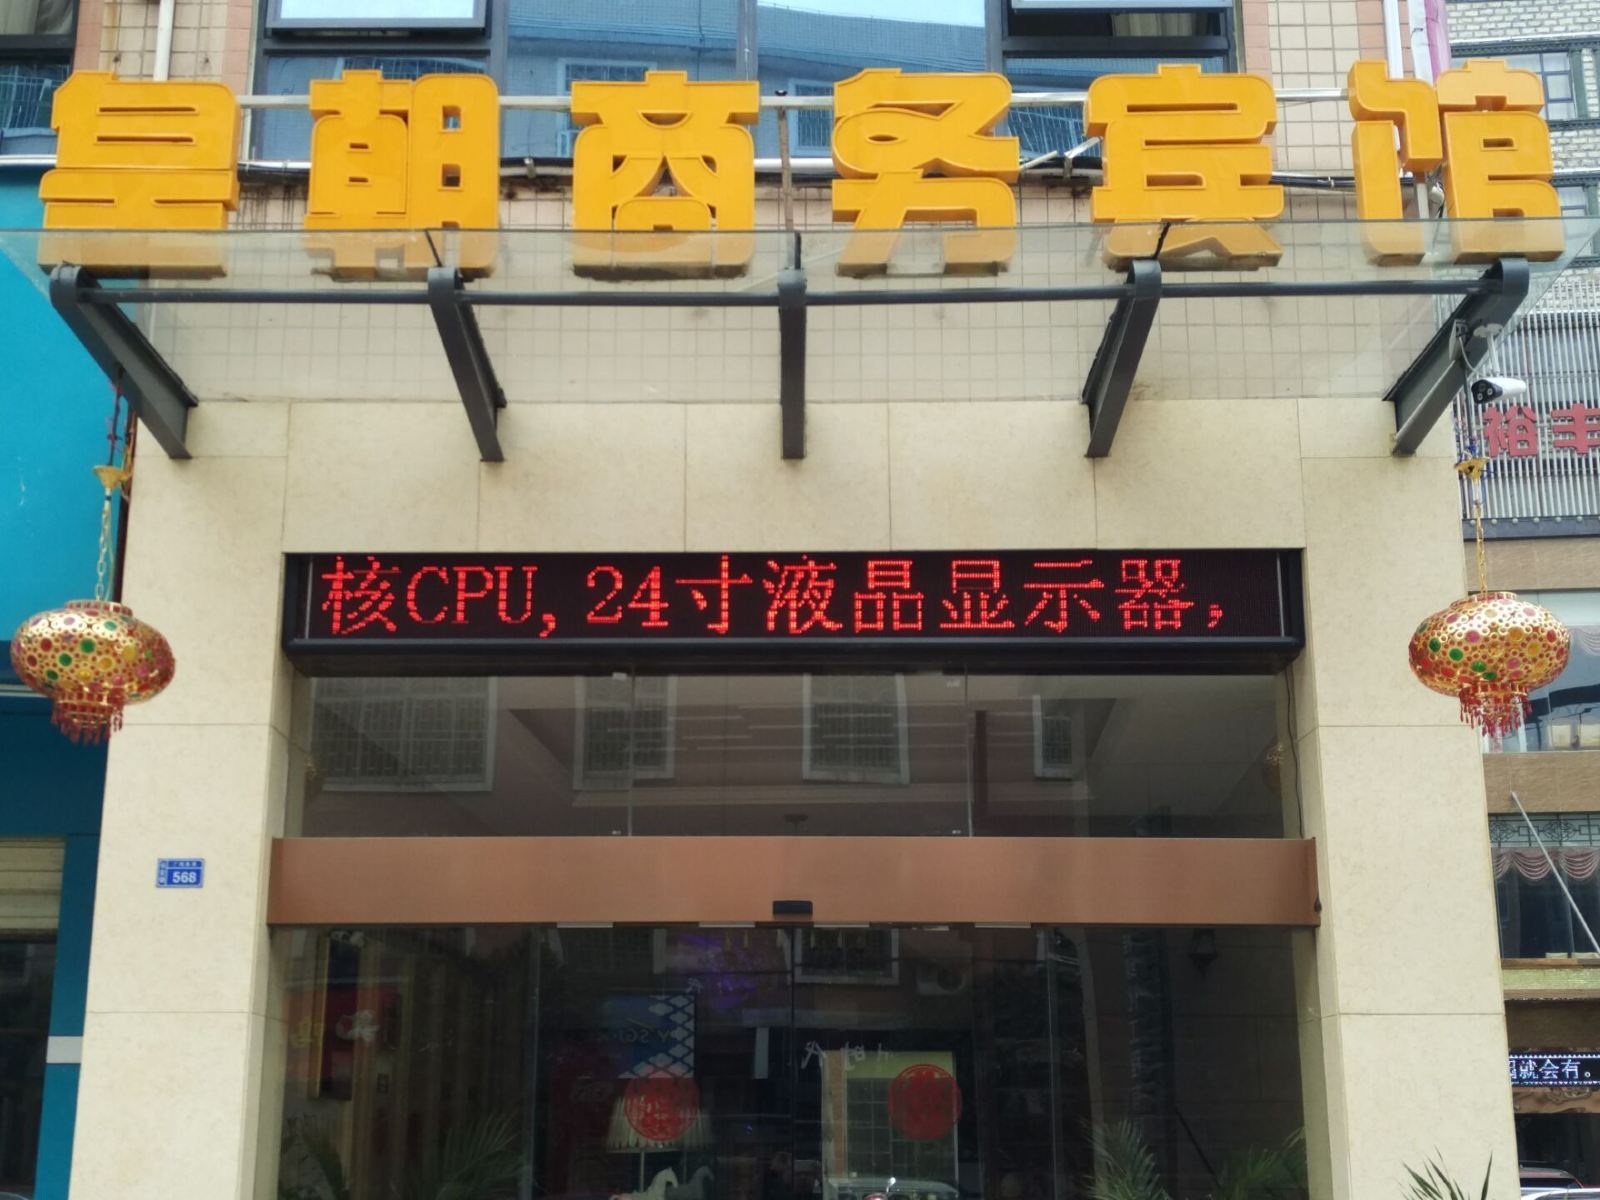 皇朝商务宾馆
裕丰
核CPU,24寸液晶显示器,
568
就会有。